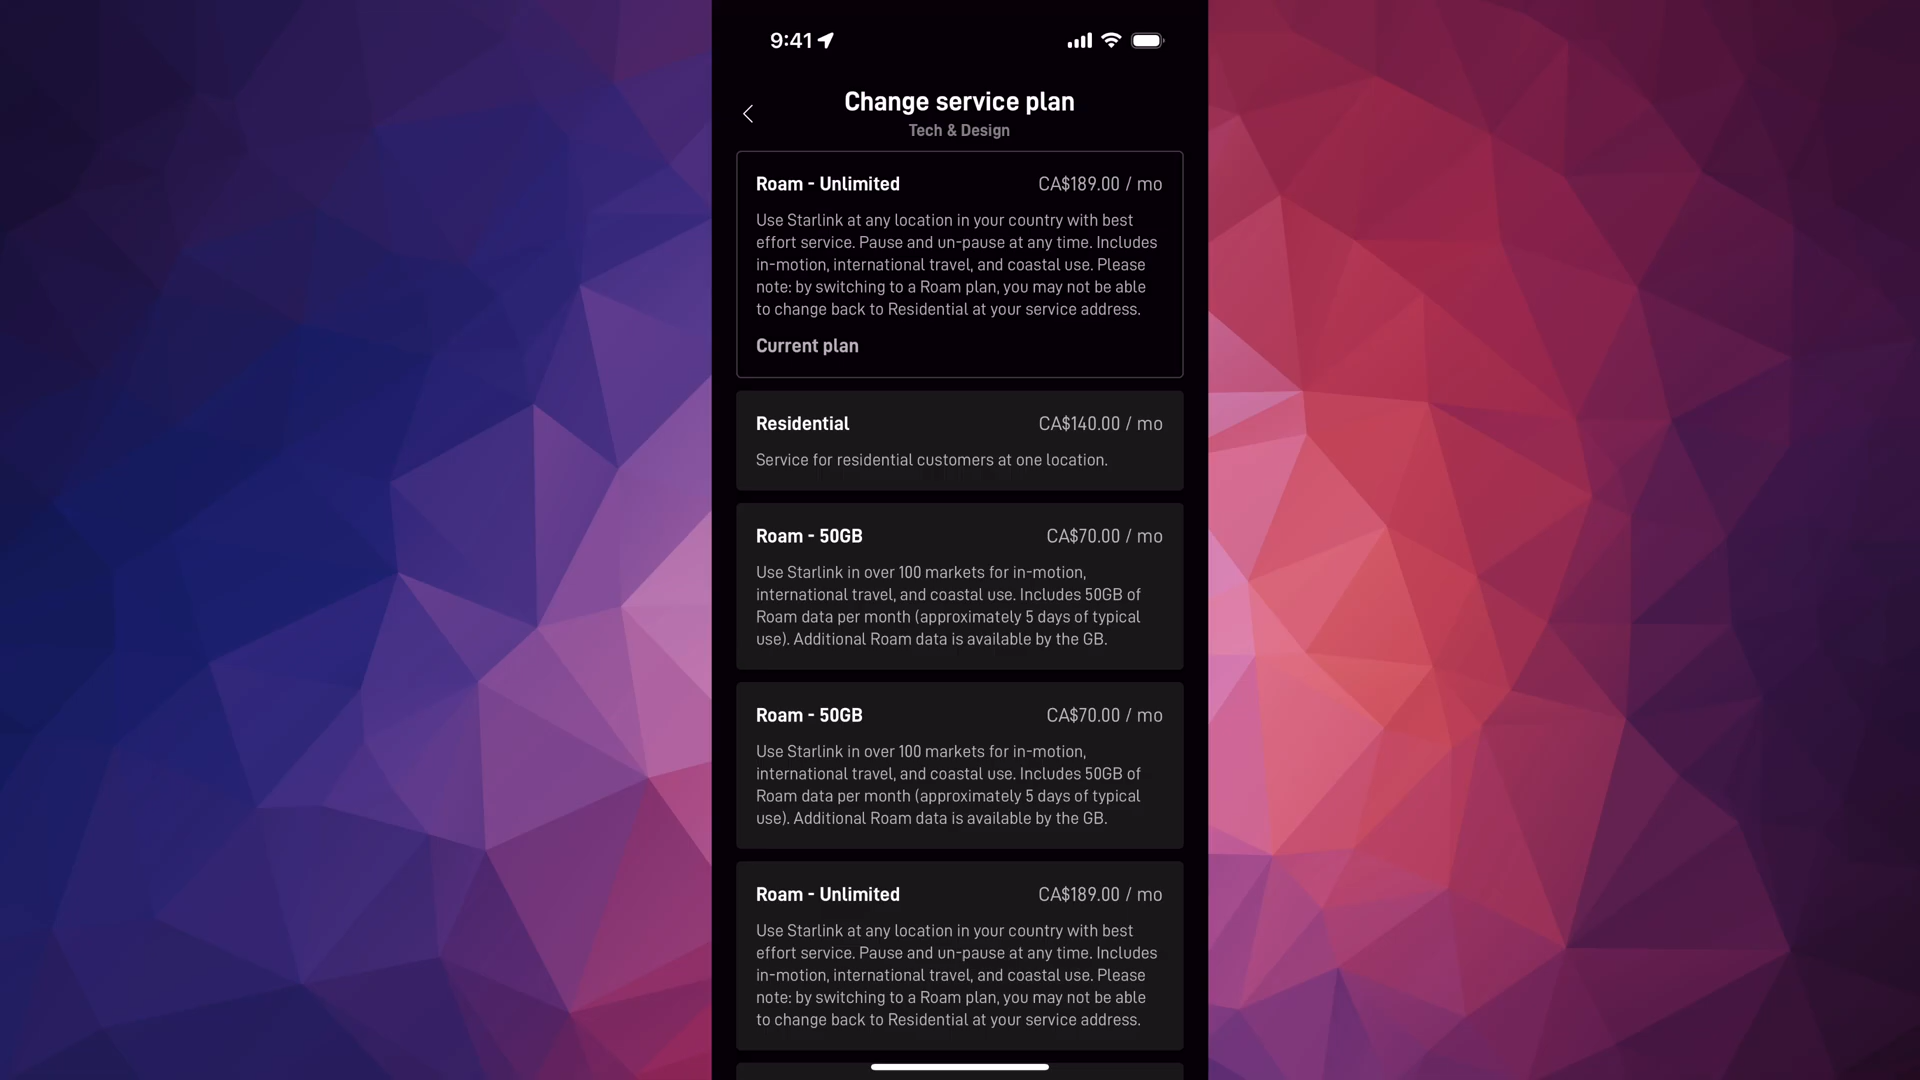 9:41
Change service plan
Tech & Design
Roam - Unlimited CA$189.00 / mo
Use Starlink at any location in your country with best
effort service. Pause and un-pause at any time. Includes
in-motion, international travel, and coastal use. Please
note: by switching to a Roam plan, you may not be able
to change back to Residential at your service address.
Current plan
Residential CA$140.00 / mo
Service for residential customers at one location.
Roam - 50GB CA$70.00 / mo
Use Starlink in over 100 markets for in-motion,
international travel, and coastal use. Includes 50GB of
Roam data per month (approximately 5 days of typical
use). Additional Roam data is available by the GB.
Roam - 50GB CA$70.00 / mo
Use Starlink in over 100 markets for in-motion,
international travel, and coastal use. Includes 50GB of
Roam data per month (approximately 5 days of typical
use). Additional Roam data is available by the GB.
Roam - Unlimited CA$189.00 / mo
Use Starlink at any location in your country with best
effort service. Pause and un-pause at any time. Includes
in-motion, international travel, and coastal use. Please
note: by switching to a Roam plan, you may not be able
to change back to Residential at your service address.